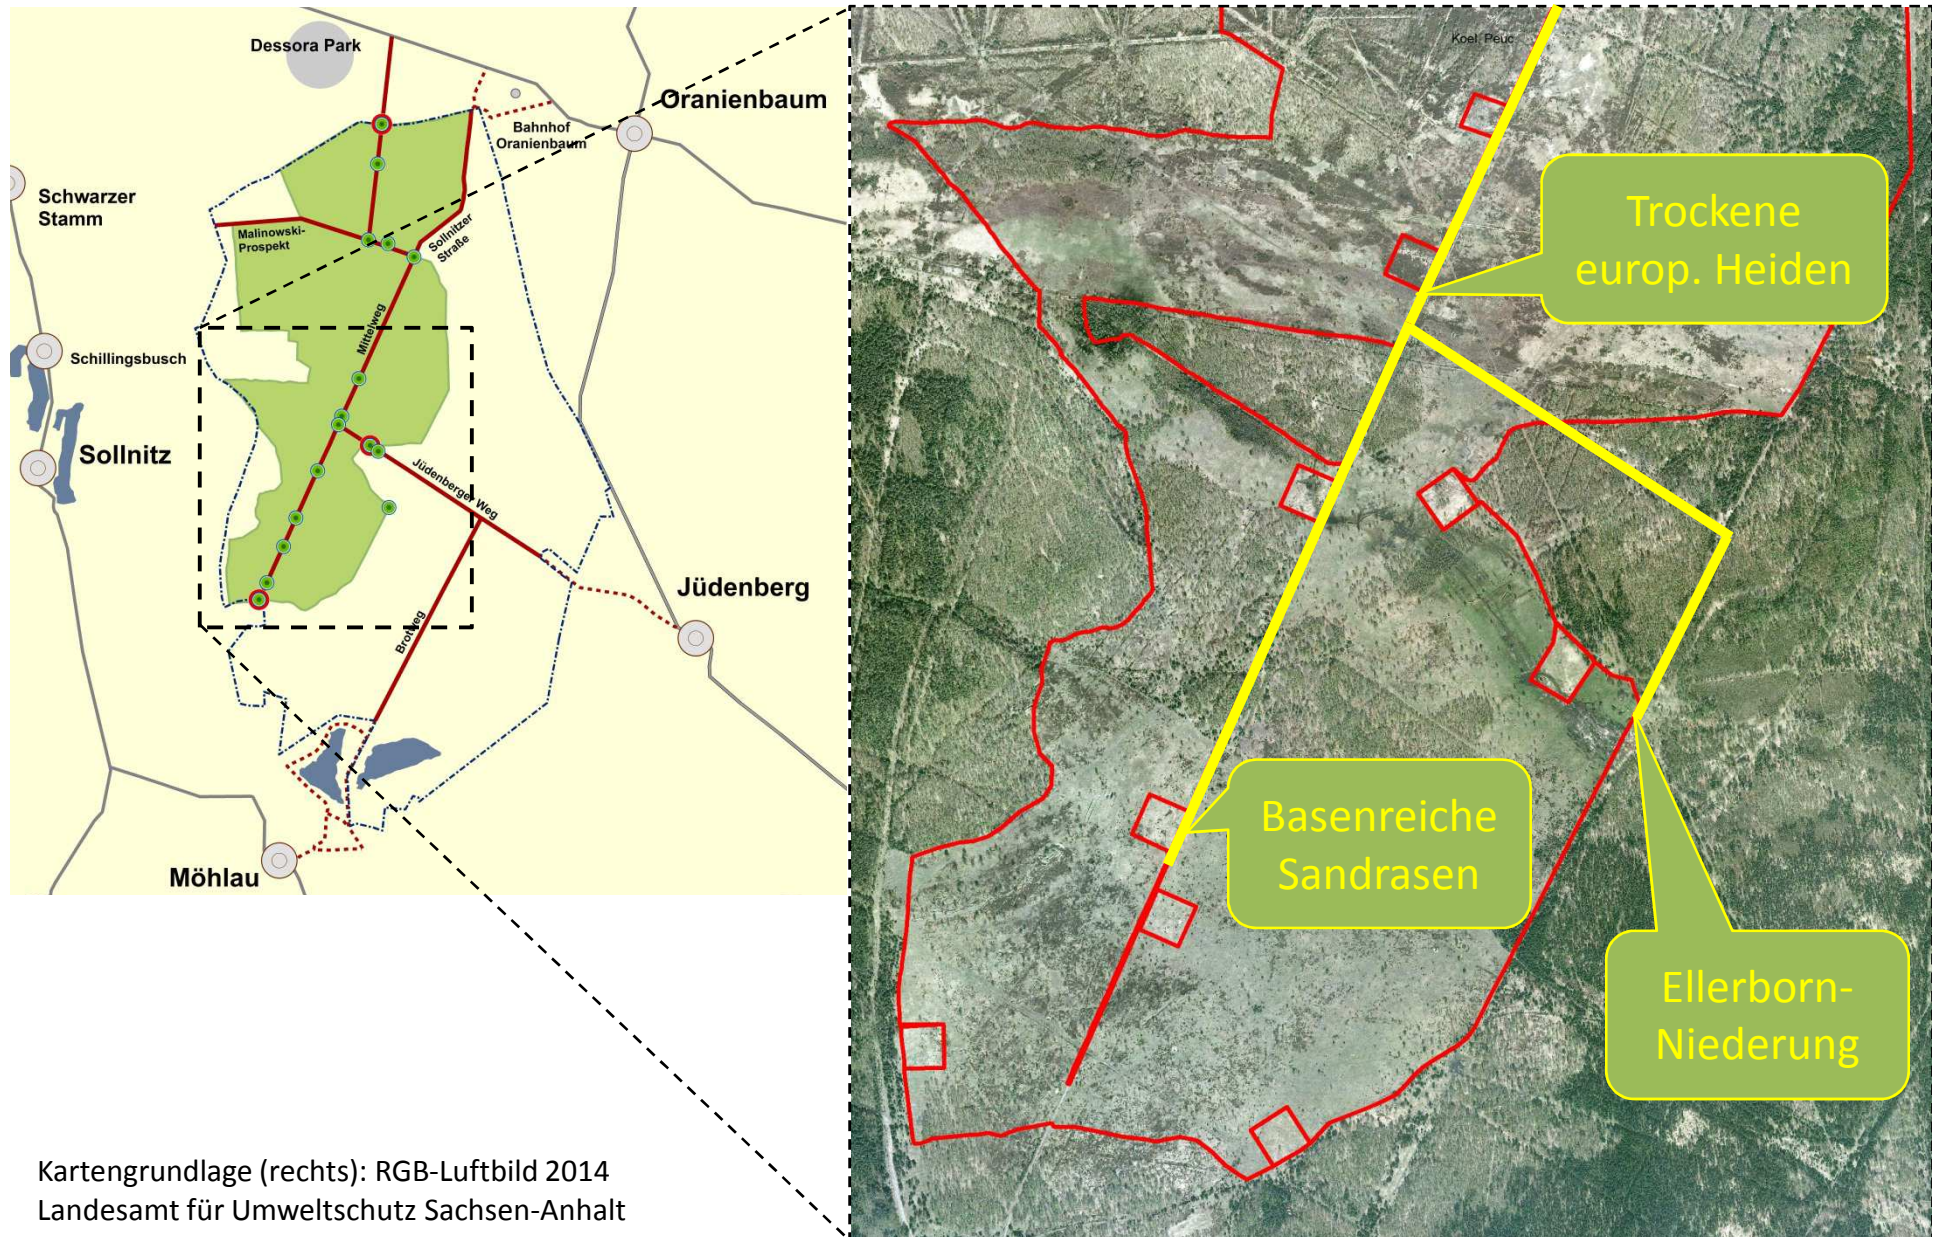 Dessora Park
Oranienbaum
Bahnhof
Oranienbaum
Schwarzer
Stamm
Malinowski-
Prospekt
Sollnitzer
Straße
Mittelweg
Schillingsbusch
Sollnitz
Jüdenberger Weg
Jüdenberg
Brotweg
Möhlau
Koel_Peuc
Trockene
europ. Heiden
Basenreiche
Sandrasen
Ellerborn-
Niederung
Kartengrundlage (rechts): RGB-Luftbild 2014
Landesamt für Umweltschutz Sachsen-Anhalt